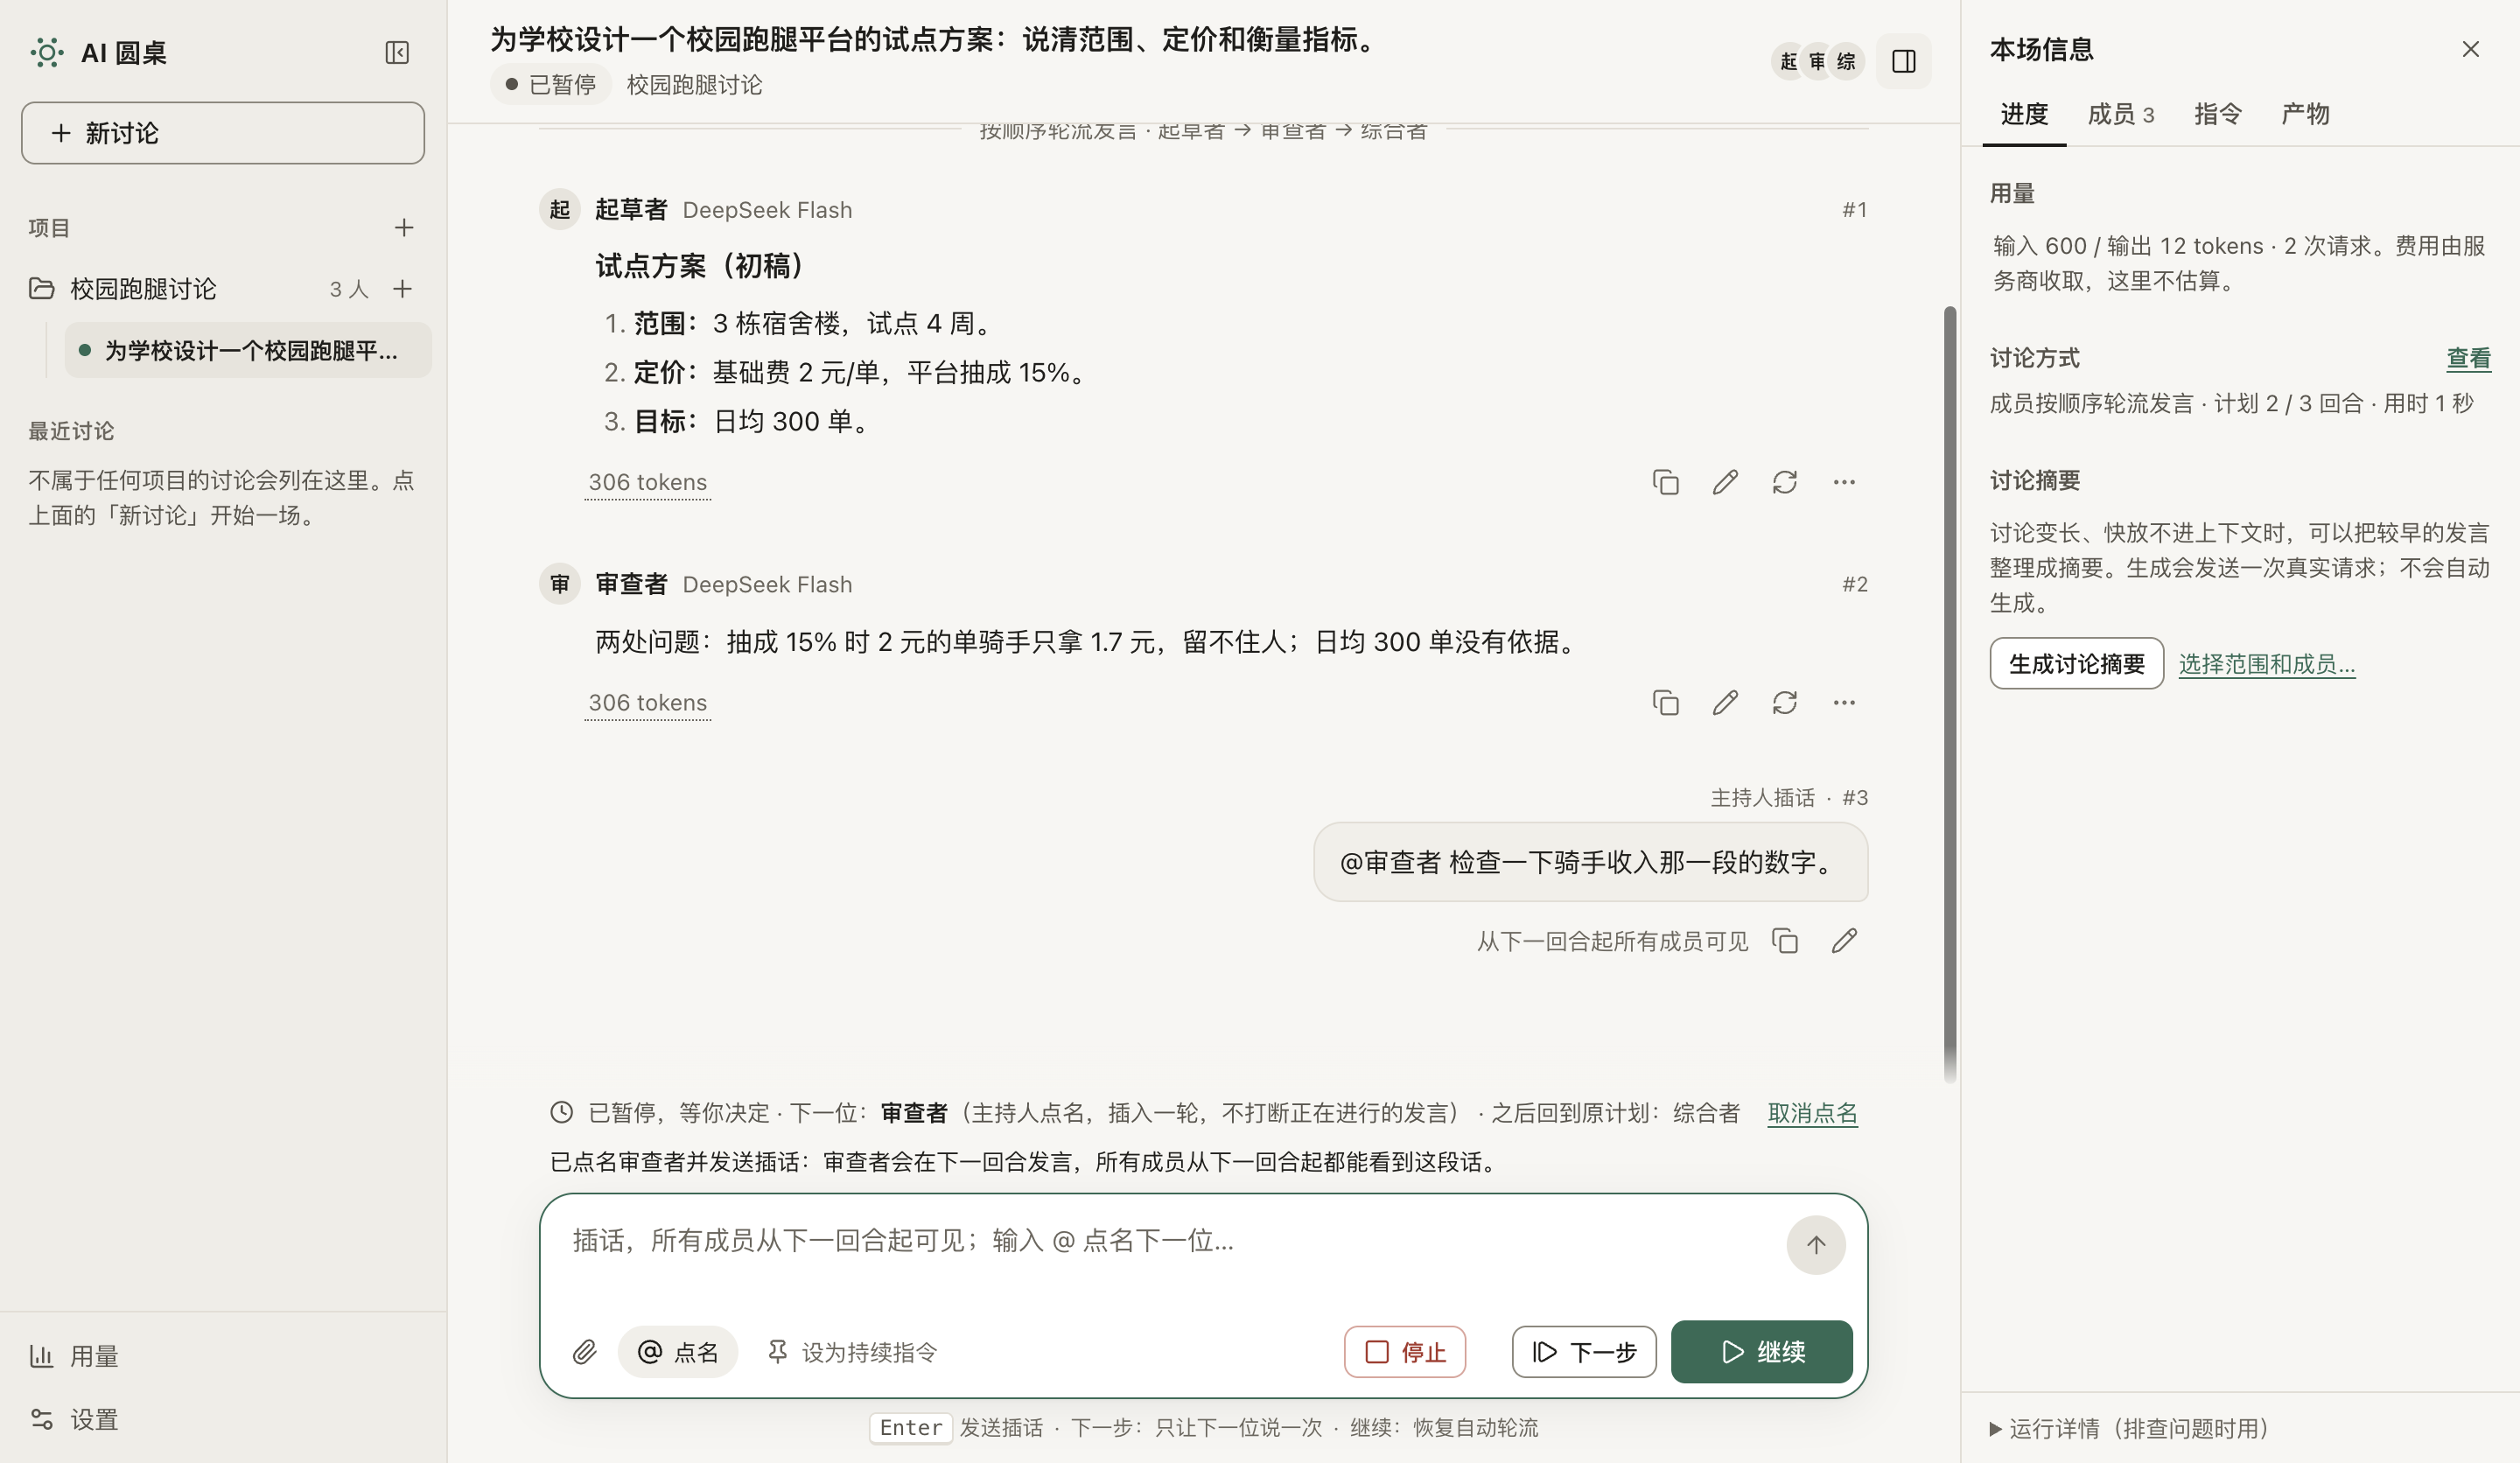 AI 圆桌
新讨论
项目
校园跑腿讨论 3 人
为学校设计一个校园跑腿平...
最近讨论
不属于任何项目的讨论会列在这里。点
上面的「新讨论」开始一场。
用量
设置
为学校设计一个校园跑腿平台的试点方案：说清范围、定价和衡量指标。
已暂停 校园跑腿讨论
起 审 综
按顺序轮流发言 · 起草者 → 审查者 → 综合者
起 起草者 DeepSeek Flash #1
试点方案（初稿）
1. 范围：3 栋宿舍楼，试点 4 周。
2. 定价：基础费 2 元/单，平台抽成 15%。
3. 目标：日均 300 单。
306 tokens
审 审查者 DeepSeek Flash #2
两处问题：抽成 15% 时 2 元的单骑手只拿 1.7 元，留不住人；日均 300 单没有依据。
306 tokens
主持人插话 · #3
@审查者 检查一下骑手收入那一段的数字。
从下一回合起所有成员可见
已暂停，等你决定 · 下一位：审查者（主持人点名，插入一轮，不打断正在进行的发言） · 之后回到原计划：综合者 取消点名
已点名审查者并发送插话：审查者会在下一回合发言，所有成员从下一回合起都能看到这段话。
插话，所有成员从下一回合起可见；输入 @ 点名下一位...
@ 点名 设为持续指令 停止 下一步 继续
Enter 发送插话 · 下一步：只让下一位说一次 · 继续：恢复自动轮流
本场信息
进度 成员 3 指令 产物
用量
输入 600 / 输出 12 tokens · 2 次请求。费用由服
务商收取，这里不估算。
讨论方式 查看
成员按顺序轮流发言 · 计划 2 / 3 回合 · 用时 1 秒
讨论摘要
讨论变长、快放不进上下文时，可以把较早的发言
整理成摘要。生成会发送一次真实请求；不会自动
生成。
生成讨论摘要 选择范围和成员...
运行详情（排查问题时用）